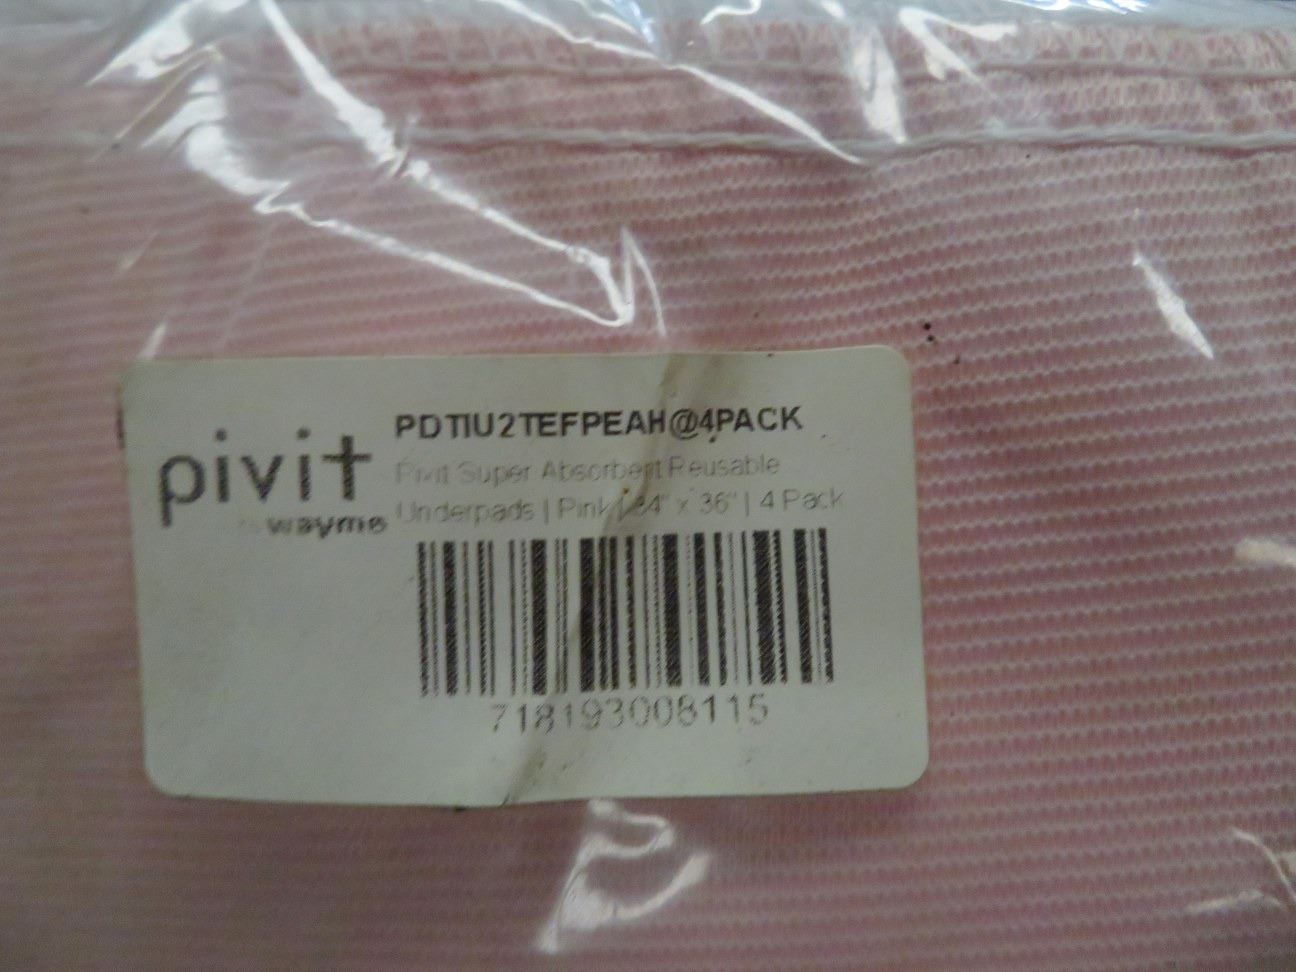 pivit
wayme
PDTIU2TEFPEAH@4PACK
Pivit Super Absorbent Reusable
Underpads | Pink | 34" x 36" | 4 Pack
718193008115